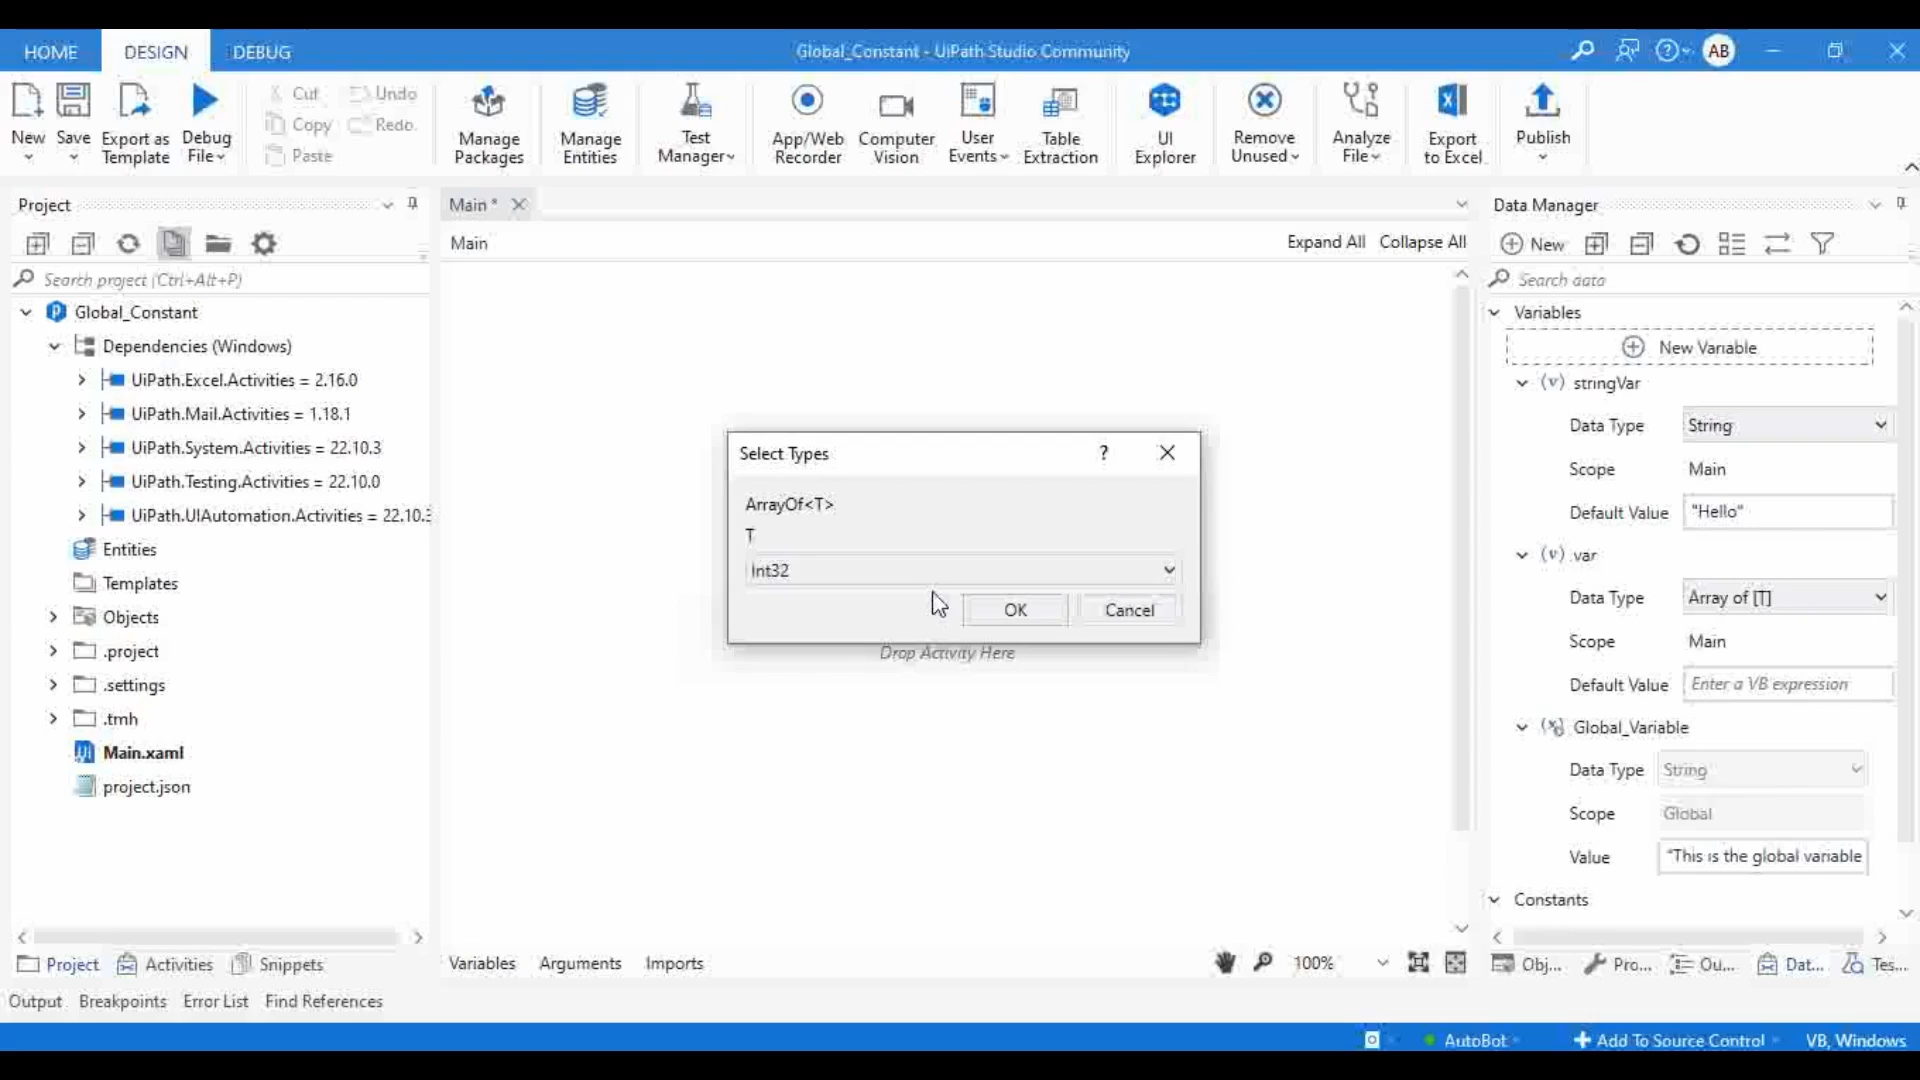 HOME DESIGN DEBUG Global_Constant - UiPath Studio Community AB
New Save Export as Template Debug File
Cut Copy Paste Undo Redo
Manage Packages Manage Entities Test Manager App/Web Recorder Computer Vision User Events Table Extraction UI Explorer Remove Unused Analyze File Export to Excel Publish
Project
Search project (Ctrl+Alt+P)
Global_Constant
Dependencies (Windows)
UiPath.Excel.Activities = 2.16.0
UiPath.Mail.Activities = 1.18.1
UiPath.System.Activities = 22.10.3
UiPath.Testing.Activities = 22.10.0
UiPath.UIAutomation.Activities = 22.10.3
Entities
Templates
Objects
.project
.settings
.tmh
Main.xaml
project.json
Main *
Main Expand All Collapse All
Select Types ?
ArrayOf<T>
T
Int32
OK Cancel
Drop Activity Here
Data Manager
New
Search data
Variables
New Variable
(v) stringVar
Data Type String
Scope Main
Default Value "Hello"
(v) var
Data Type Array of [T]
Scope Main
Default Value Enter a VB expression
Global_Variable
Data Type String
Scope Global
Value "This is the global variable
Constants
Project Activities Snippets
Variables Arguments Imports 100%
Obj... Pro... Ou... Dat... Tes...
Output Breakpoints Error List Find References
AutoBot Add To Source Control VB, Windows